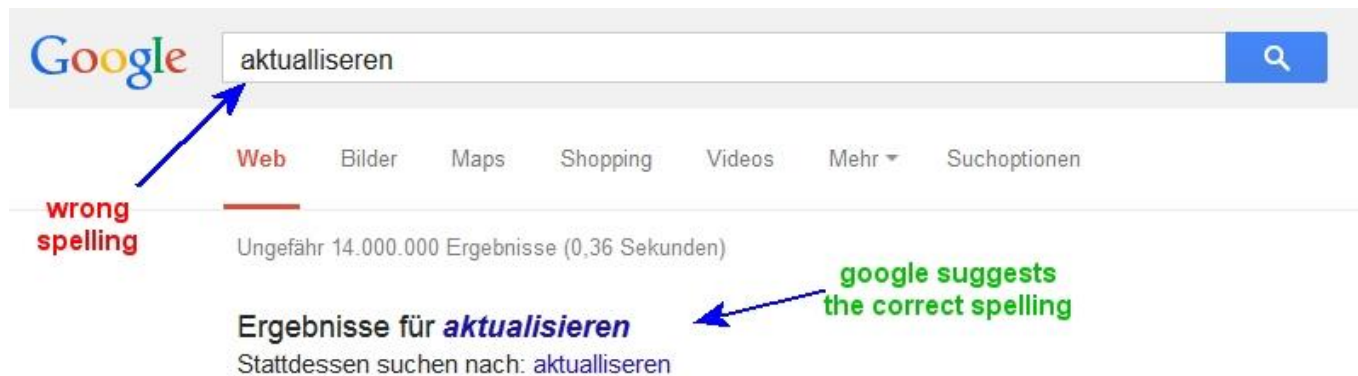 Google aktualliseren
Web Bilder Maps Shopping Videos Mehr Suchoptionen
wrong
spelling
Ungefähr 14.000.000 Ergebnisse (0,36 Sekunden)
google suggests
the correct spelling
Ergebnisse für aktualisieren
Stattdessen suchen nach: aktualliseren